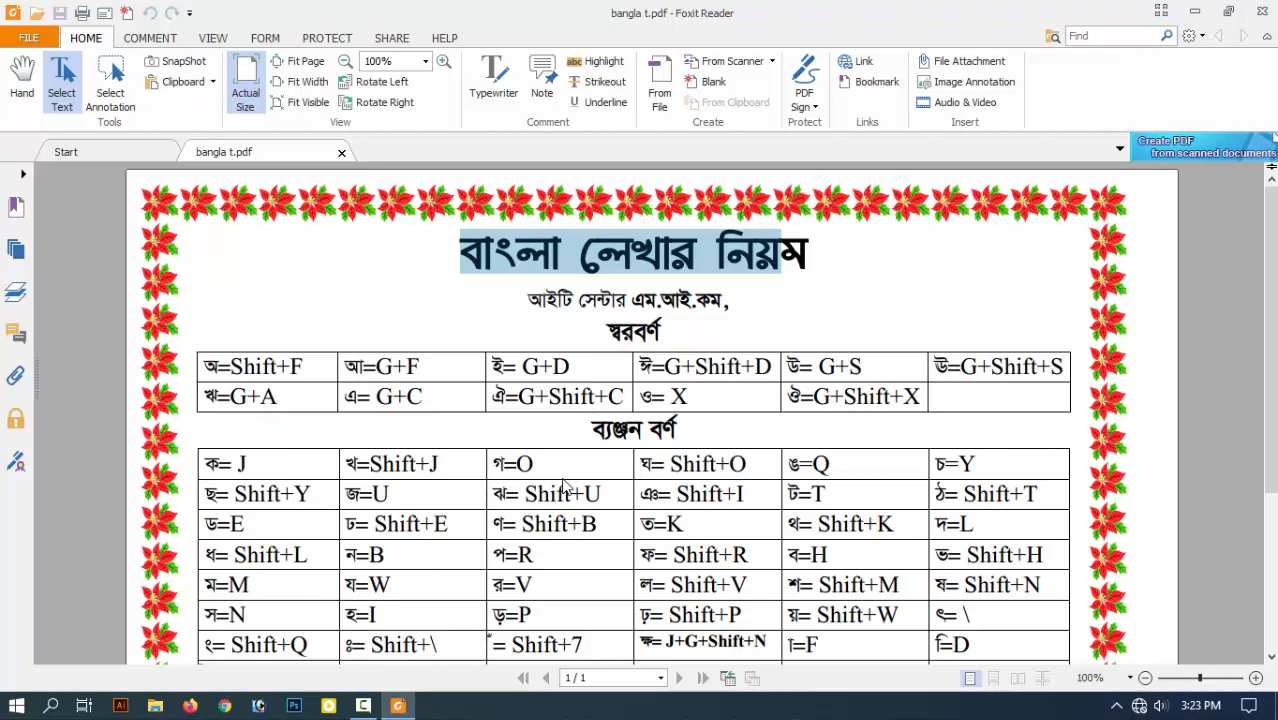 bangla t.pdf - Foxit Reader
FILE HOME COMMENT VIEW FORM PROTECT SHARE HELP Find
Hand Select Text Select Annotation SnapShot Clipboard Tools
Actual Size Fit Page Fit Width Fit Visible 100% Rotate Left Rotate Right View
Typewriter Note Highlight Strikeout Underline Comment
From File From Scanner Blank From Clipboard Create
PDF Sign Protect
Link Bookmark Links
File Attachment Image Annotation Audio & Video Insert
Start bangla t.pdf Create PDF
from scanned documents
বাংলা লেখার নিয়ম
আইটি সেন্টার এম.আই.কম,
স্বরবর্ণ
অ=Shift+F আ=G+F ই= G+D ঈ=G+Shift+D উ= G+S ঊ=G+Shift+S
ঋ=G+A এ= G+C ঐ=G+Shift+C ও= X ঔ=G+Shift+X
ব্যঞ্জন বর্ণ
ক= J খ=Shift+J গ=O ঘ= Shift+O ঙ=Q চ=Y
ছ= Shift+Y জ=U ঝ= Shift+U ঞ= Shift+I ট=T ঠ= Shift+T
ড=E ঢ= Shift+E ণ= Shift+B ত=K থ= Shift+K দ=L
ধ= Shift+L ন=B প=R ফ= Shift+R ব=H ভ= Shift+H
ম=M য=W র=V ল= Shift+V শ= Shift+M ষ= Shift+N
স=N হ=I ড়=P ঢ়= Shift+P য়= Shift+W ৎ= \
ং= Shift+Q ঃ= Shift+\ ঁ= Shift+7 ক্ষ= J+G+Shift+N া=F ি=D
1 / 1 100%
3:23 PM